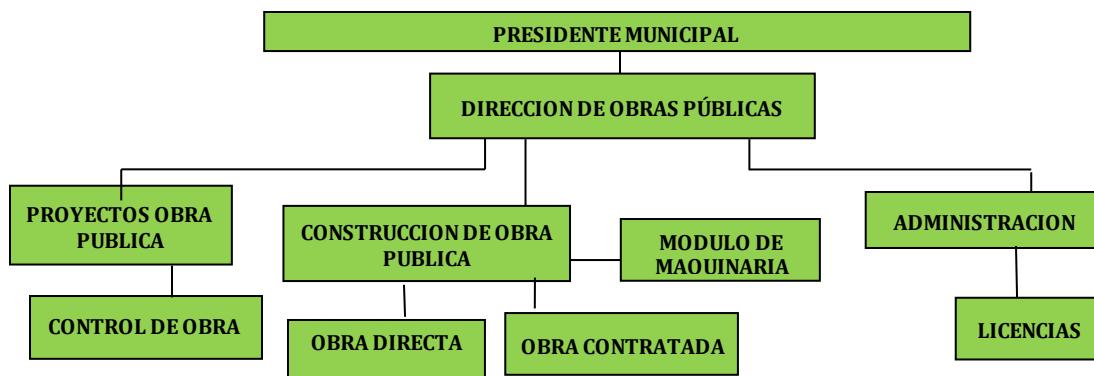 PRESIDENTE MUNICIPAL
DIRECCION DE OBRAS PÚBLICAS
PROYECTOS OBRA
PUBLICA
CONSTRUCCION DE OBRA
PUBLICA
MODULO DE
MAQUINARIA
ADMINISTRACION
CONTROL DE OBRA
OBRA DIRECTA
OBRA CONTRATADA
LICENCIAS